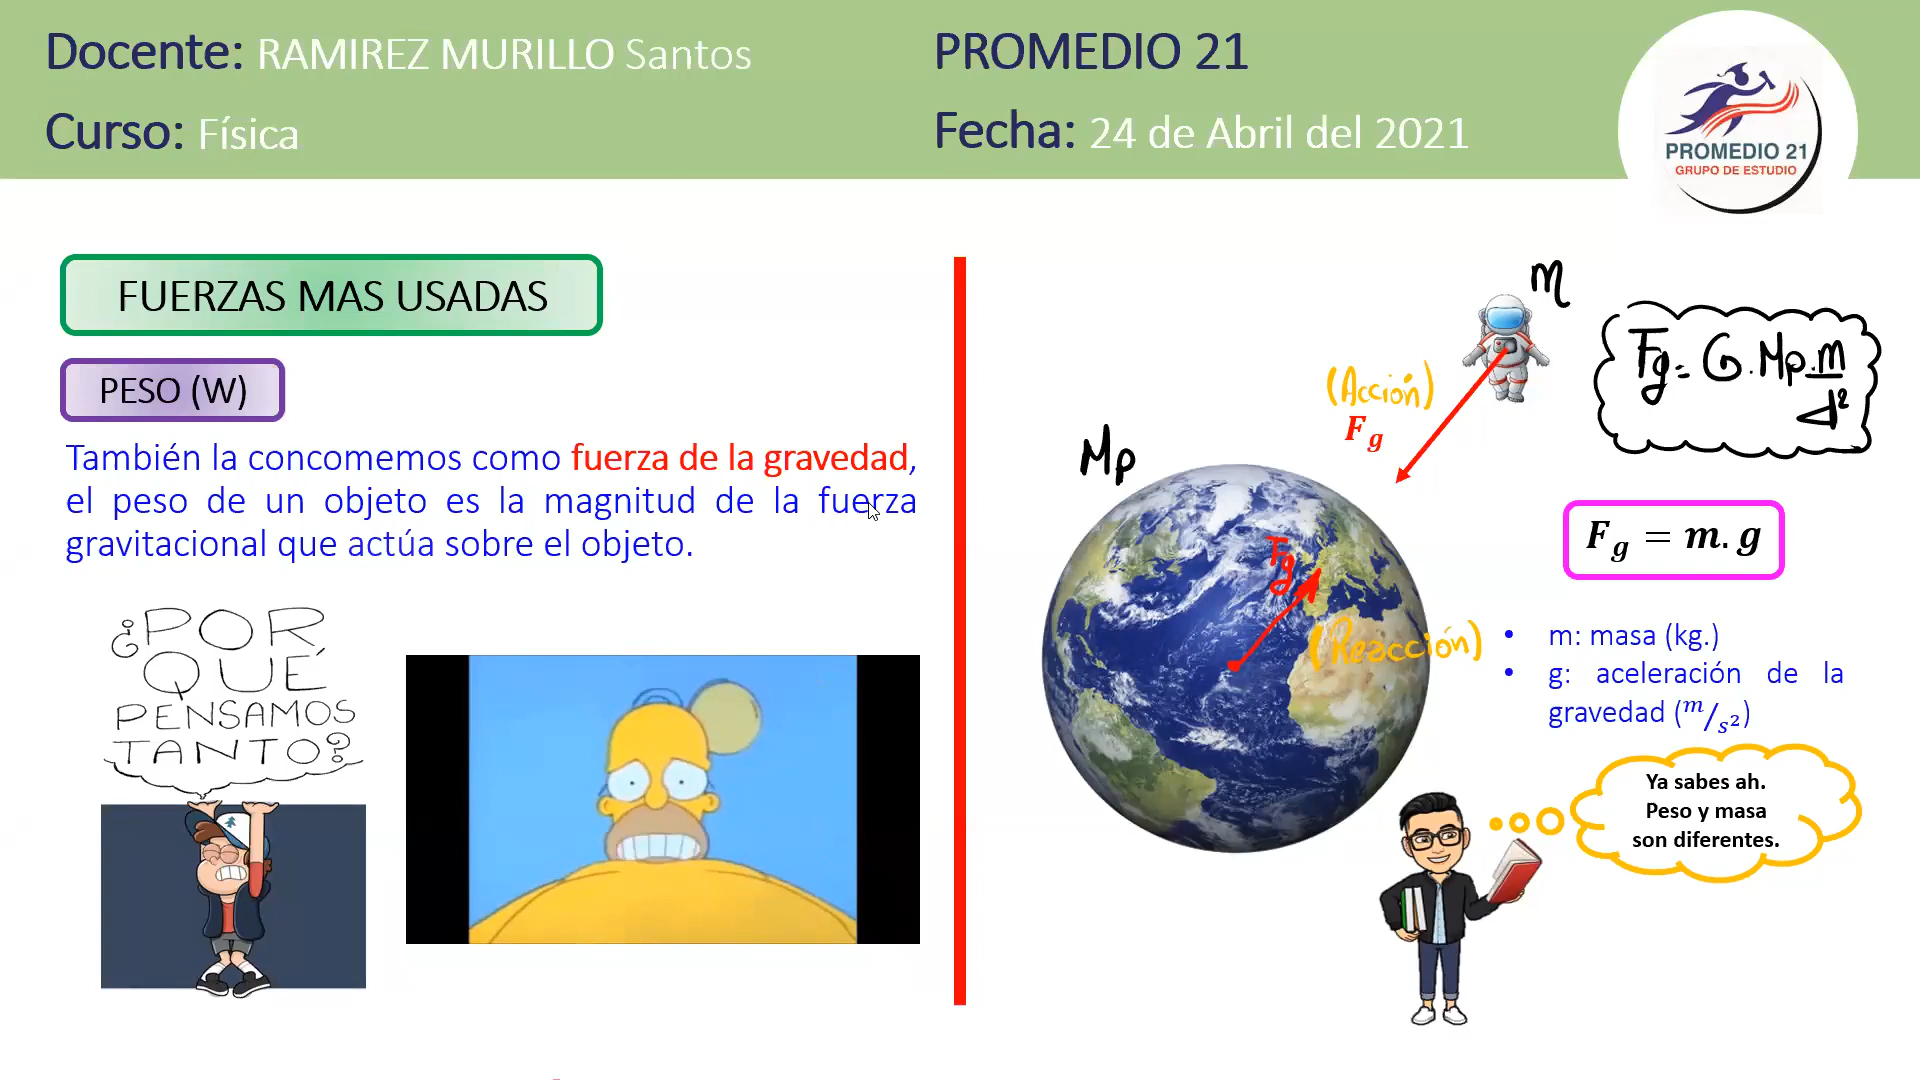 Docente: RAMIREZ MURILLO Santos
Curso: Física
PROMEDIO 21
Fecha: 24 de Abril del 2021
PROMEDIO 21
GRUPO DE ESTUDIO
FUERZAS MAS USADAS
PESO (W)
También la concomemos como fuerza de la gravedad,
el peso de un objeto es la magnitud de la fuerza
gravitacional que actúa sobre el objeto.
¿POR
QUÉ
PENSAMOS
TANTO?
m
(Acción)
F_g
Mp
Fg
(Reacción)
Fg = G.Mp.m/d²
F_g = m.g
• m: masa (kg.)
• g: aceleración de la
gravedad (m/s²)
Ya sabes ah.
Peso y masa
son diferentes.